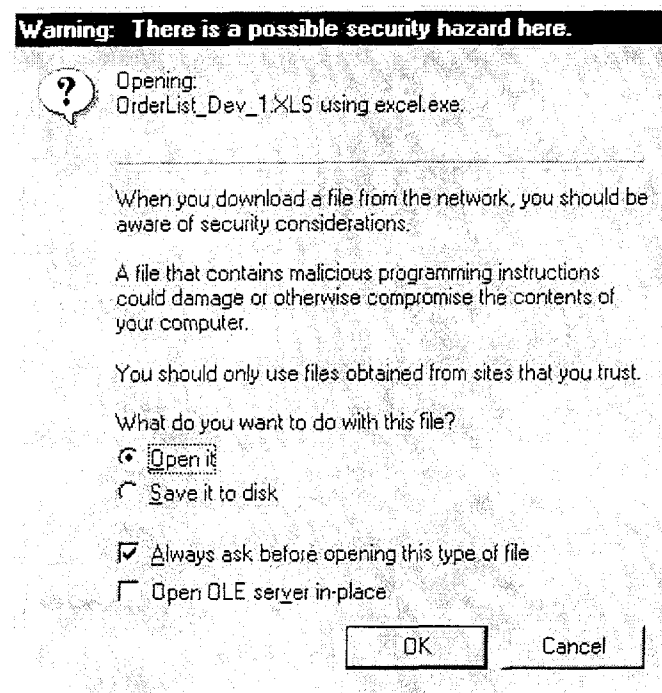 Warning: There is a possible security hazard here.
Opening:
OrderList_Dev_1.XLS using excel.exe.
When you download a file from the network, you should be
aware of security considerations.
A file that contains malicious programming instructions
could damage or otherwise compromise the contents of
your computer.
You should only use files obtained from sites that you trust.
What do you want to do with this file?
Open it
Save it to disk
Always ask before opening this type of file
Open OLE server in-place
OK Cancel